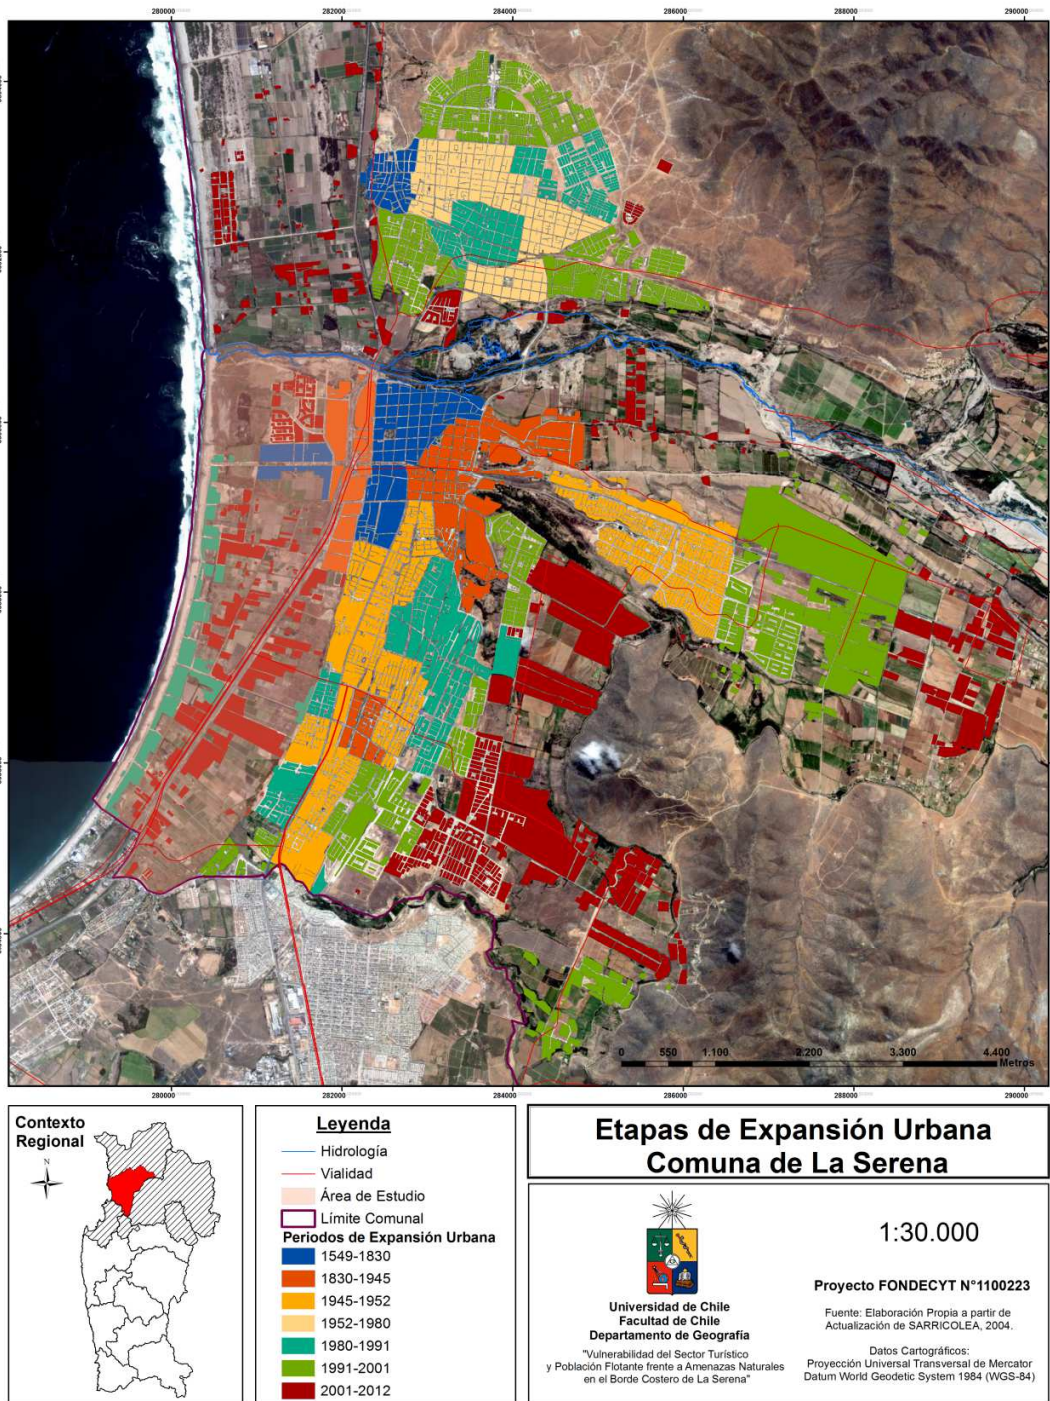 280000 282000 284000 286000 288000 290000
0 550 1.100 2.200 3.300 4.400
Metros
280000 282000 284000 286000 288000 290000
Contexto
Regional
N
Leyenda
Hidrología
Vialidad
Área de Estudio
Límite Comunal
Periodos de Expansión Urbana
1549-1830
1830-1945
1945-1952
1952-1980
1980-1991
1991-2001
2001-2012
Etapas de Expansión Urbana
Comuna de La Serena
Universidad de Chile
Facultad de Chile
Departamento de Geografía
"Vulnerabilidad del Sector Turístico
y Población Flotante frente a Amenazas Naturales
en el Borde Costero de La Serena"
1:30.000
Proyecto FONDECYT N°1100223
Fuente: Elaboración Propia a partir de
Actualización de SARRICOLEA, 2004.
Datos Cartográficos:
Proyección Universal Transversal de Mercator
Datum World Geodetic System 1984 (WGS-84)